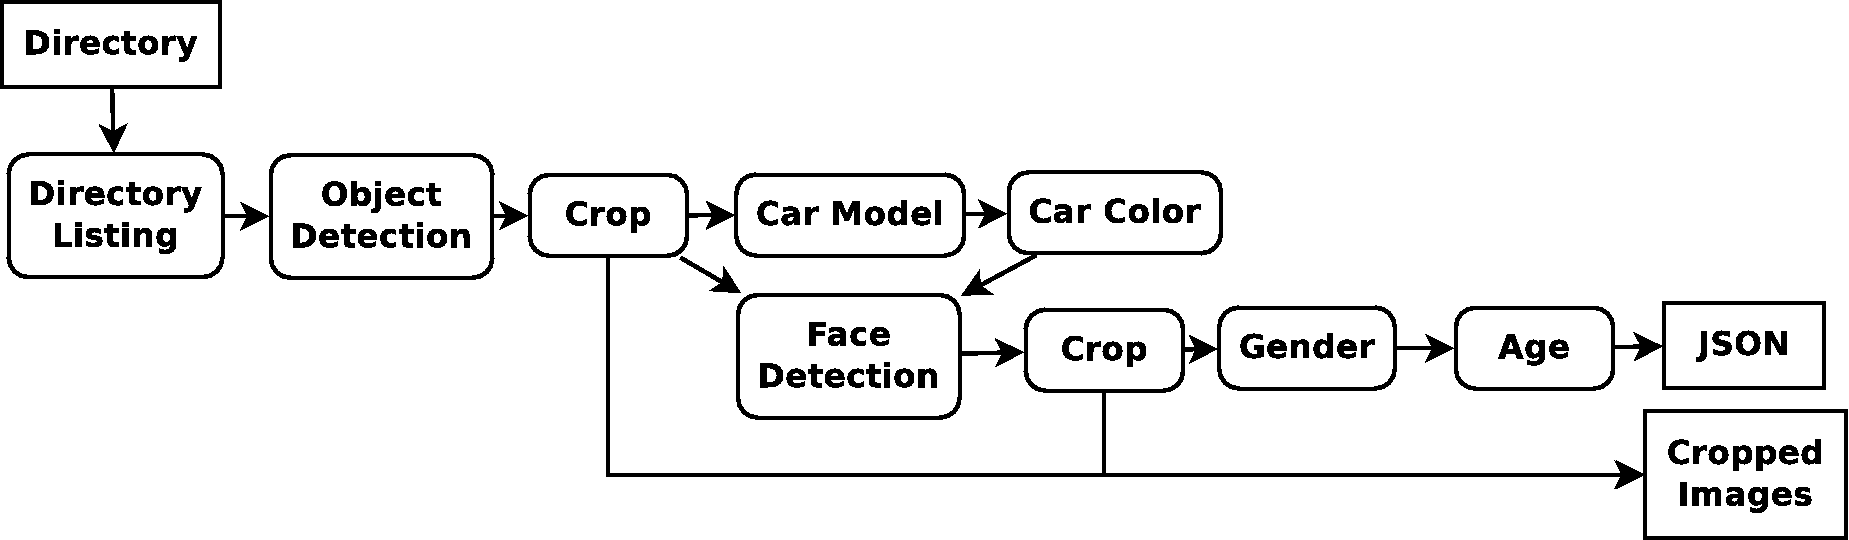 Directory
Directory
Listing
Object
Detection
Crop
Car Model
Car Color
Face
Detection
Crop
Gender
Age
JSON
Cropped
Images